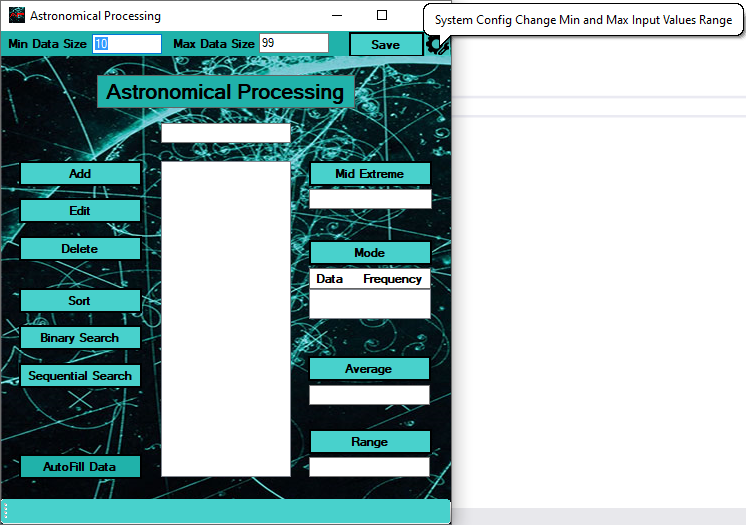 Astronomical Processing
System Config Change Min and Max Input Values Range
Min Data Size 10 Max Data Size 99 Save
Astronomical Processing
Add
Edit
Delete
Sort
Binary Search
Sequential Search
AutoFill Data
Mid Extreme
Mode
Data Frequency
Average
Range